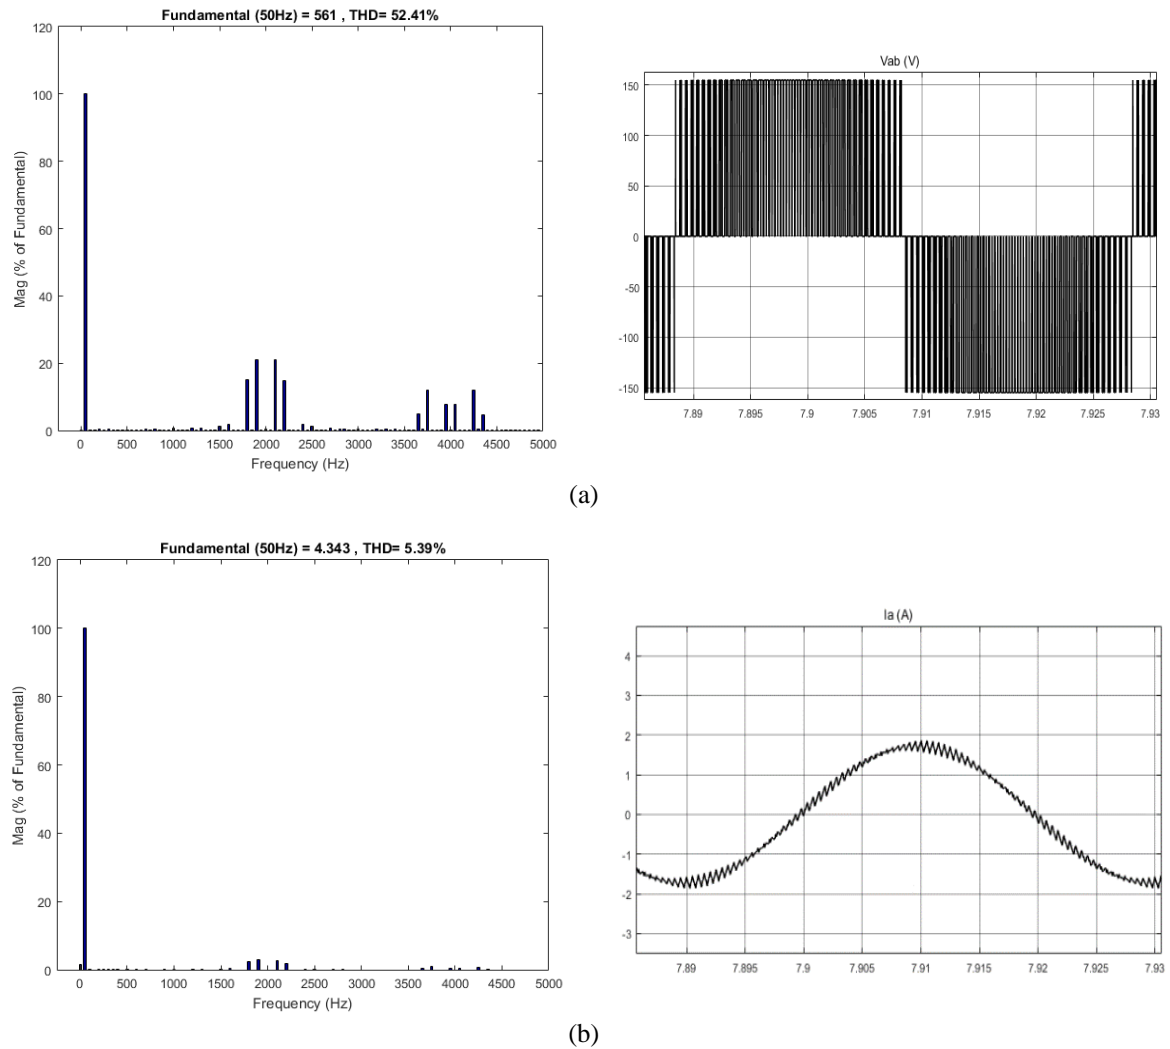 Fundamental (50Hz) = 561 , THD= 52.41%
120
100
80
60
40
20
0
Mag (% of Fundamental)
0 500 1000 1500 2000 2500 3000 3500 4000 4500 5000
Frequency (Hz)
Vab (V)
150
100
50
0
-50
-100
-150
7.89 7.895 7.9 7.905 7.91 7.915 7.92 7.925 7.93
(a)
Fundamental (50Hz) = 4.343 , THD= 5.39%
120
100
80
60
40
20
0
Mag (% of Fundamental)
0 500 1000 1500 2000 2500 3000 3500 4000 4500 5000
Frequency (Hz)
Ia (A)
4
3
2
1
0
-1
-2
-3
7.89 7.895 7.9 7.905 7.91 7.915 7.92 7.925 7.93
(b)